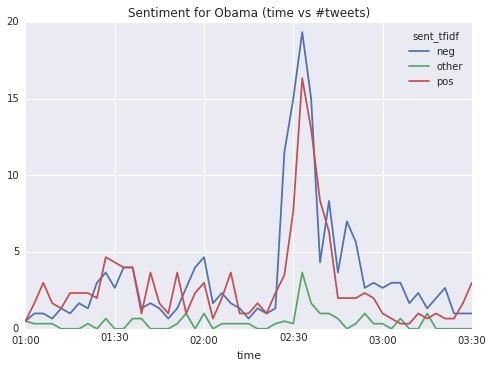 Sentiment for Obama (time vs #tweets)
20
15
10
5
0
sent_tfidf
neg
other
pos
01:00 01:30 02:00 02:30 03:00 03:30
time